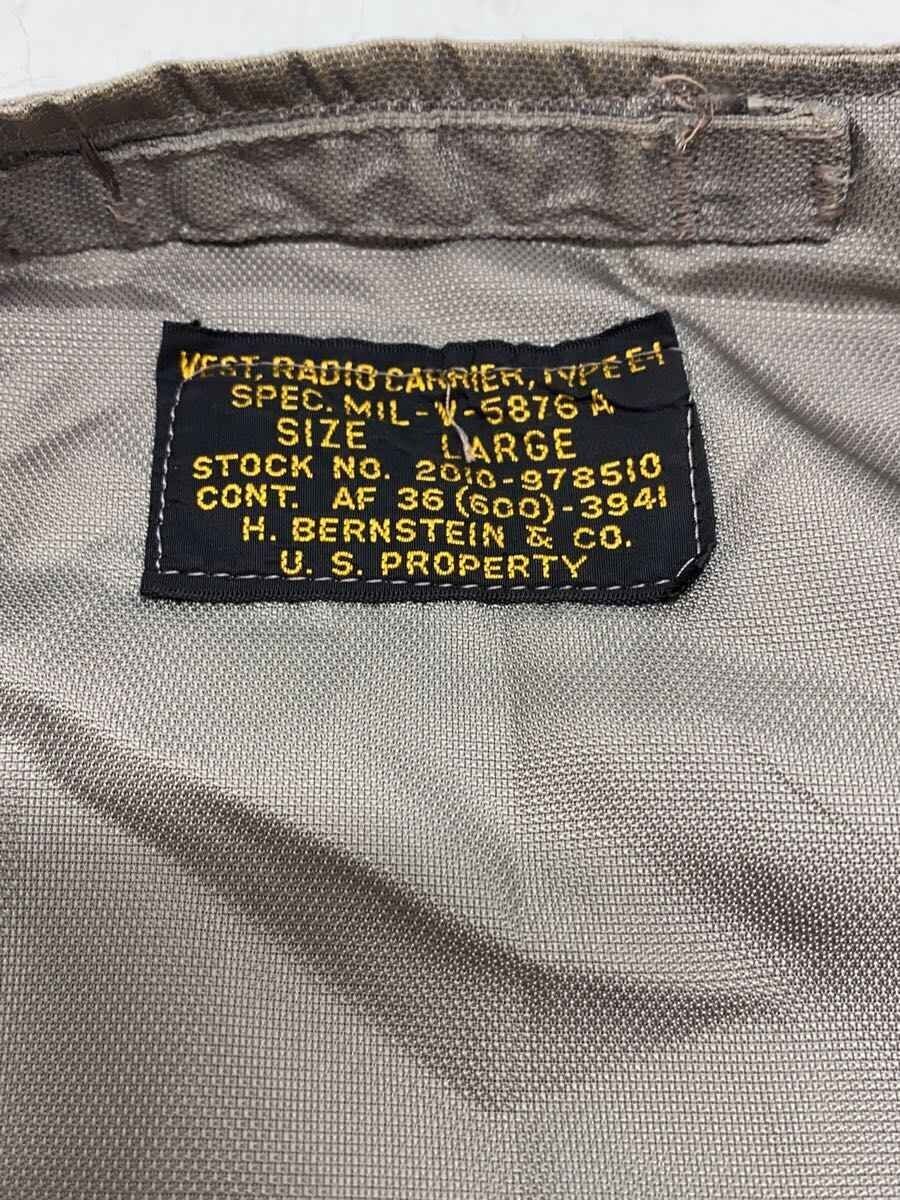 VEST, RADIO CARRIER, TYPE E-1
SPEC. MIL-V-5876 A
SIZE LARGE
STOCK NO. 2010-978510
CONT. AF 36 (600)-3941
H. BERNSTEIN & CO.
U. S. PROPERTY